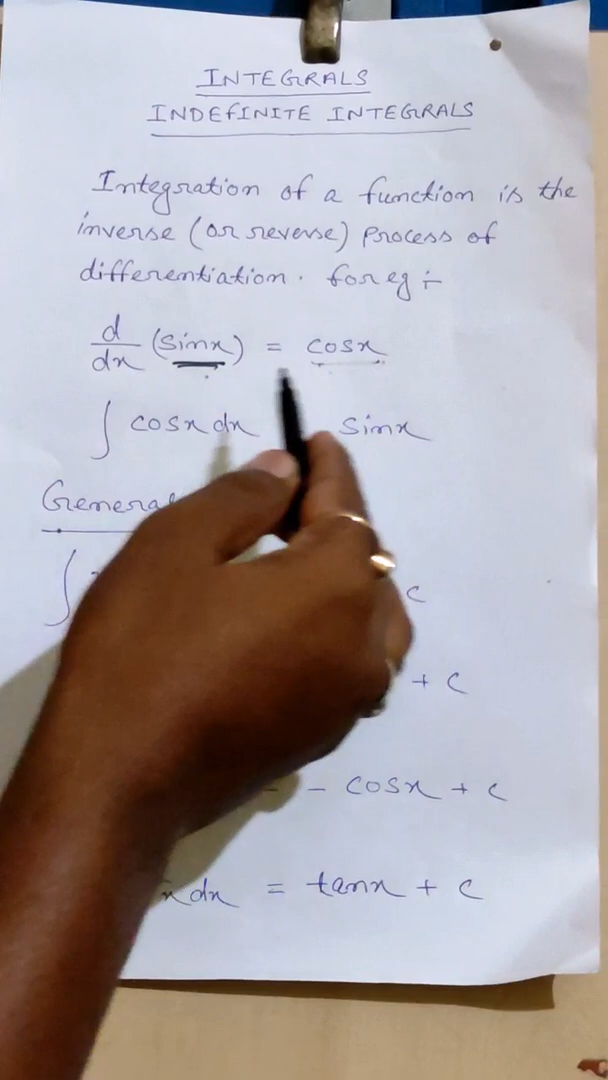 INTEGRALS
INDEFINITE INTEGRALS
Integration of a function is the
inverse (or reverse) process of
differentiation. for eg :-
d/dx (sinx) = cosx
∫ cosx dx sinx
General
∫ c
+ c
- cosx + c
x dx = tanx + c